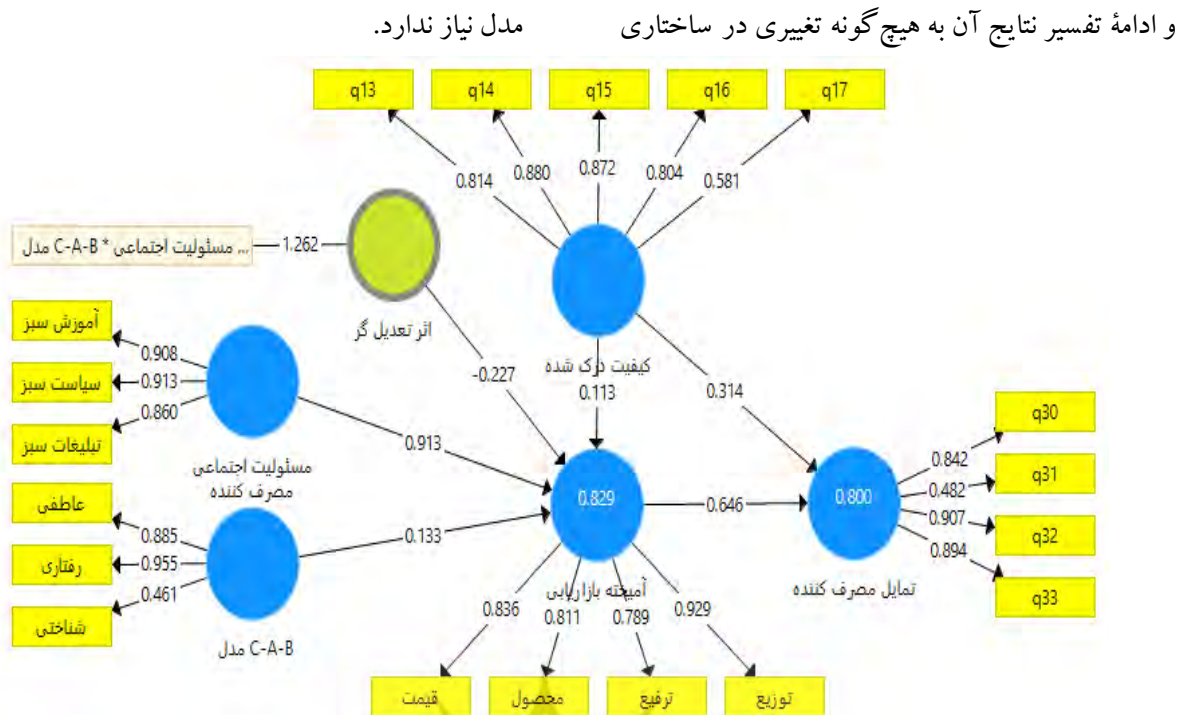 و ادامهٔ تفسیر نتایج آن به هیچ‌گونه تغییری در ساختاری مدل نیاز ندارد.
q13
q14
q15
q16
q17
0.814
0.880
0.872
0.804
0.581
... مسئولیت اجتماعی * C-A-B مدل
1.262
اثر تعدیل گر
-0.227
کیفیت درک شده
0.113
0.314
آموزش سبز
سیاست سبز
تبلیغات سبز
0.908
0.913
0.860
مسئولیت اجتماعی
مصرف کننده
0.913
عاطفی
رفتاری
شناختی
0.885
0.955
0.461
C-A-B مدل
0.133
0.829
آمیخته بازاریابی
0.646
0.800
تمایل مصرف کننده
q30
q31
q32
q33
0.842
0.482
0.907
0.894
0.836
0.811
0.789
0.929
قیمت
محصول
ترفیع
توزیع